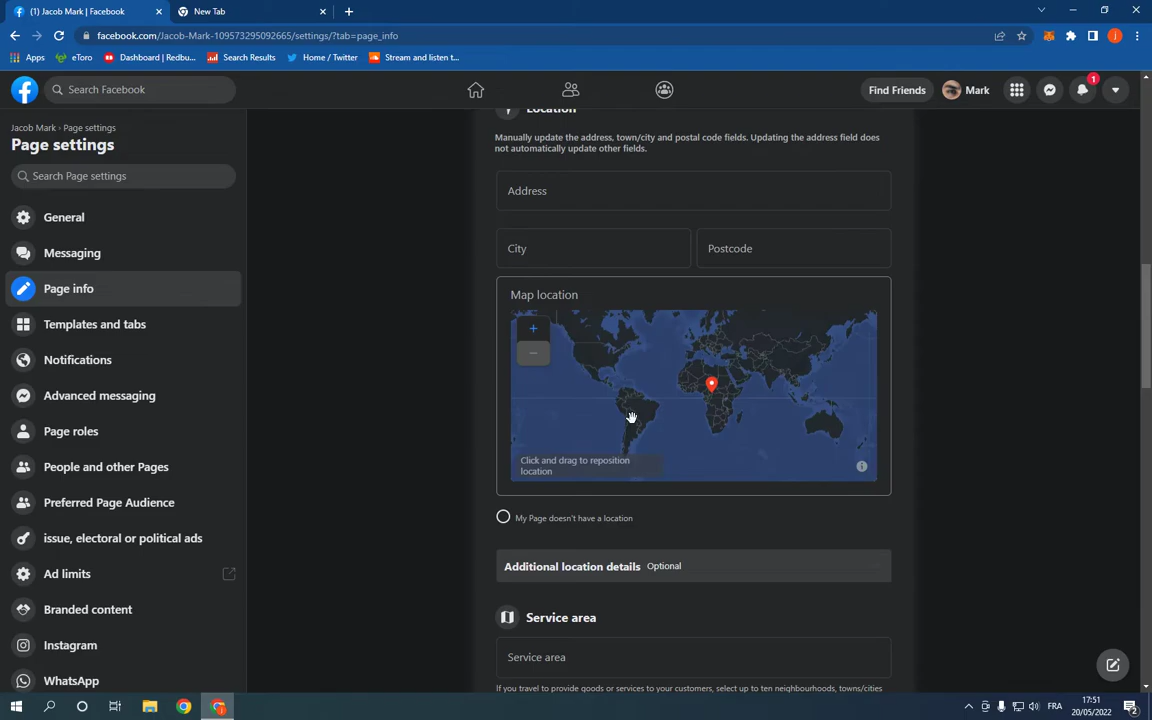 (1) Jacob Mark | Facebook
New Tab
facebook.com/Jacob-Mark-109573295092665/settings/?tab=page_info
Apps
eToro
Dashboard | Redbu...
Search Results
Home / Twitter
Stream and listen t...
Search Facebook
Find Friends
Mark
1
Jacob Mark › Page settings
Page settings
Search Page settings
General
Messaging
Page info
Templates and tabs
Notifications
Advanced messaging
Page roles
People and other Pages
Preferred Page Audience
issue, electoral or political ads
Ad limits
Branded content
Instagram
WhatsApp
Location
Manually update the address, town/city and postal code fields. Updating the address field does
not automatically update other fields.
Address
City
Postcode
Map location
Click and drag to reposition
location
My Page doesn't have a location
Additional location details Optional
Service area
Service area
If you travel to provide goods or services to your customers, select up to ten neighbourhoods, towns/cities
FRA
17:51
20/05/2022
2